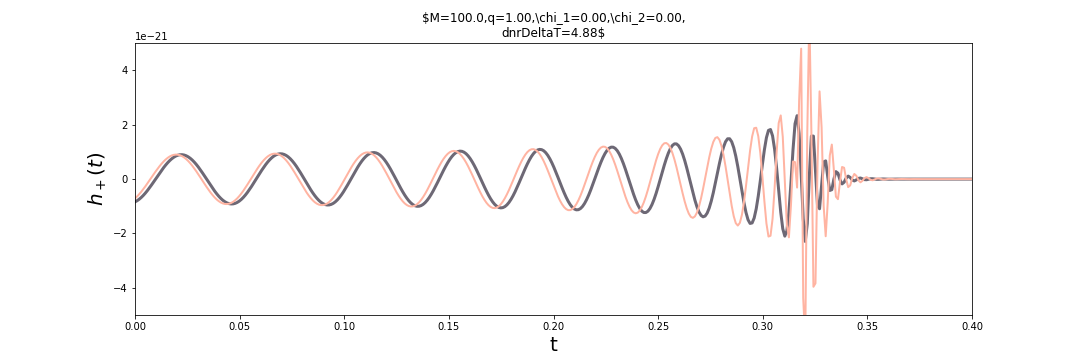 $M=100.0,q=1.00,\chi_1=0.00,\chi_2=0.00,
dnrDeltaT=4.88$
1e−21
4
2
0
−2
−4
h+(t)
0.00 0.05 0.10 0.15 0.20 0.25 0.30 0.35 0.40
t